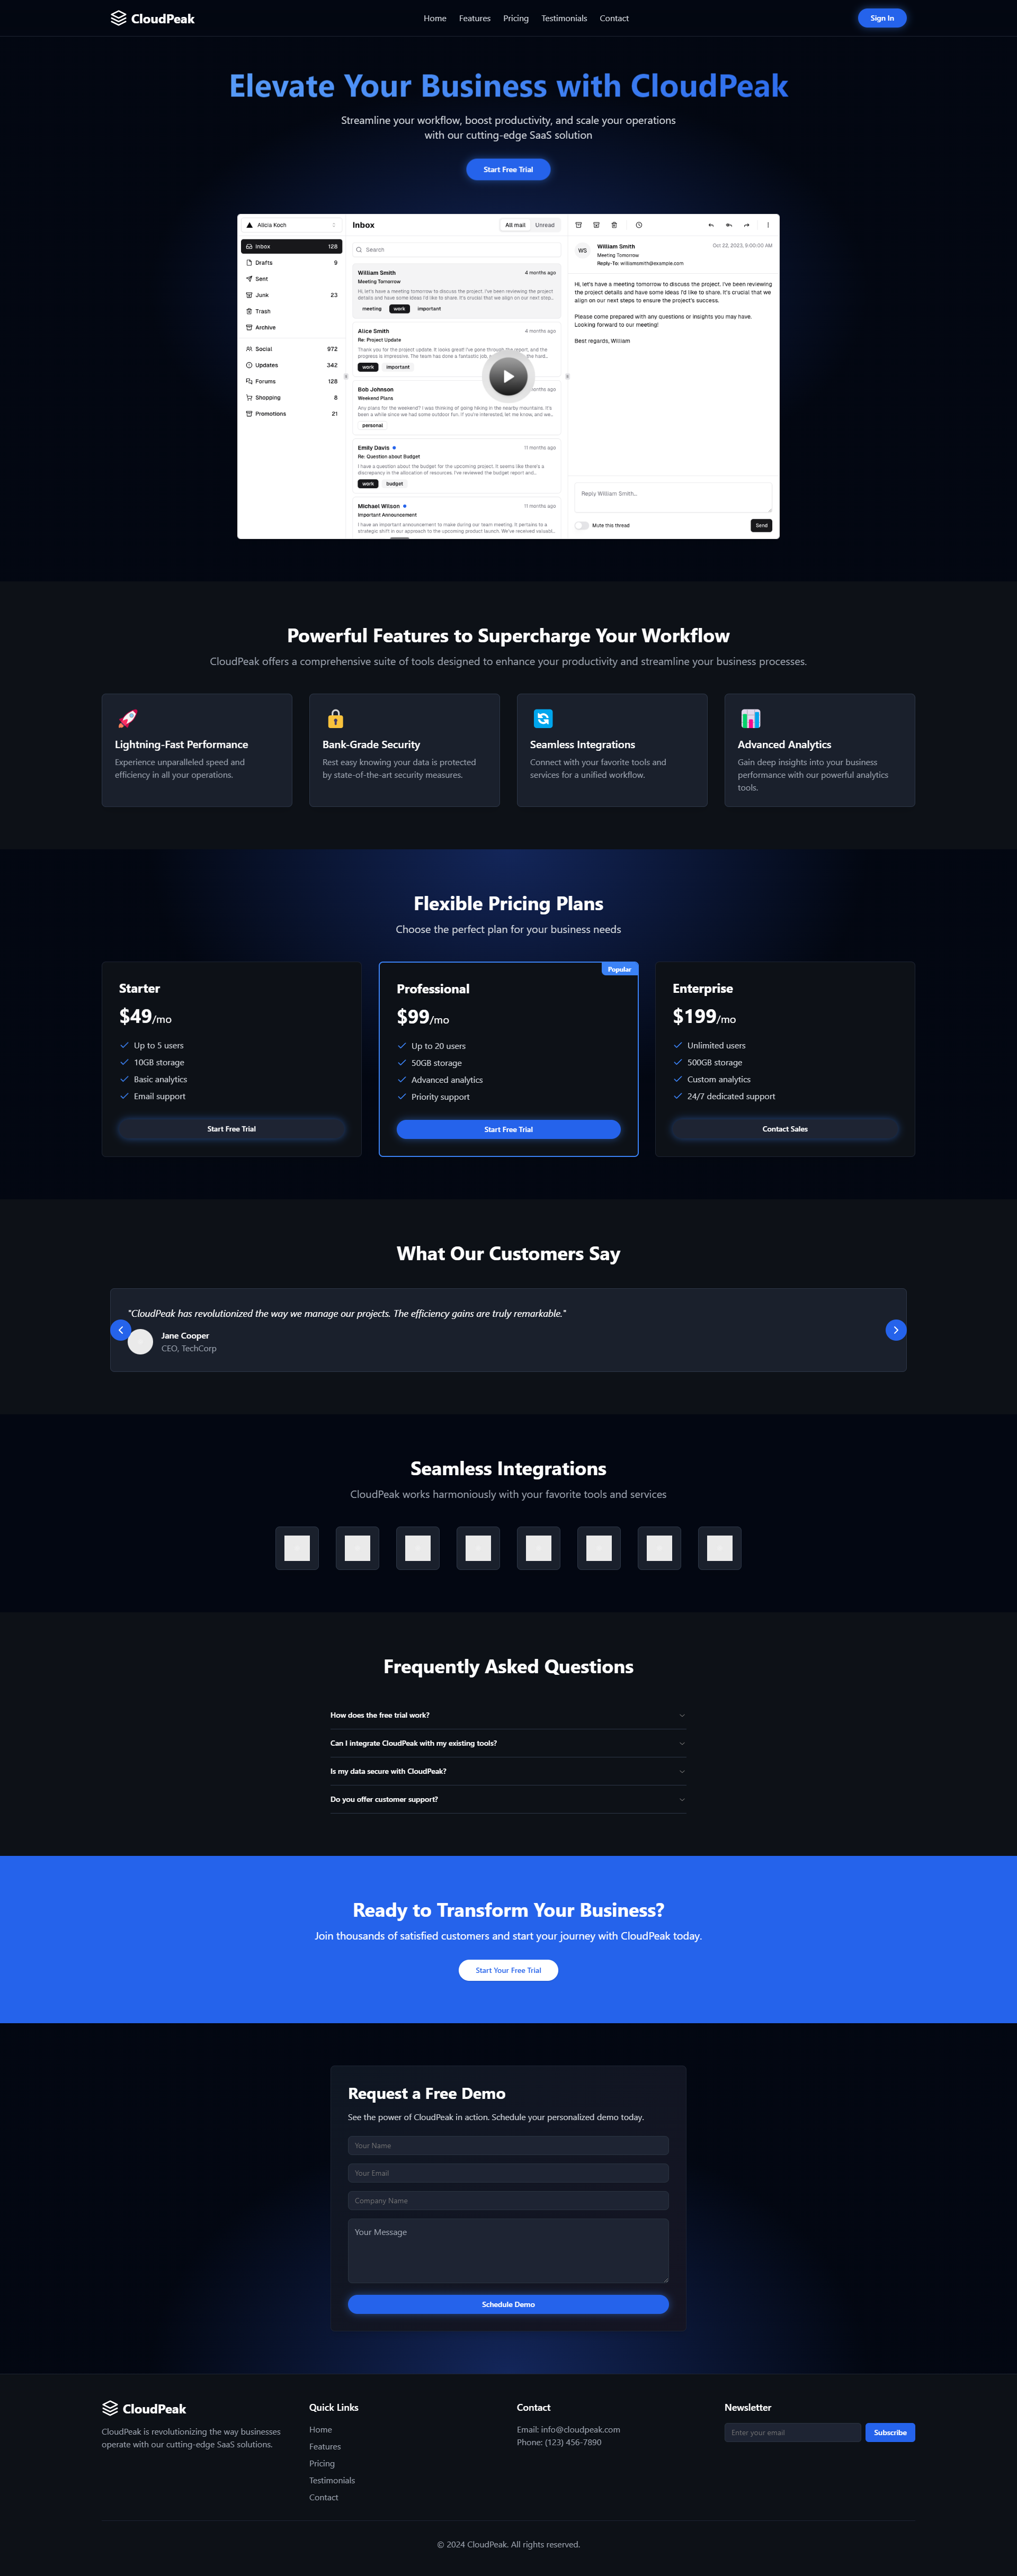 CloudPeak
Home
Features
Pricing
Testimonials
Contact
Sign In
Elevate Your Business with CloudPeak
Streamline your workflow, boost productivity, and scale your operations
with our cutting-edge SaaS solution
Start Free Trial
Alicia Koch
Inbox 128
Drafts 9
Sent
Junk 23
Trash
Archive
Social 972
Updates 342
Forums 128
Shopping 8
Promotions 21
Inbox
All mail
Unread
Search
William Smith 4 months ago
Meeting Tomorrow
Hi, let's have a meeting tomorrow to discuss the project. I've been reviewing the project
details and have some ideas I'd like to share. It's crucial that we align on our next step...
meeting work important
Alice Smith 4 months ago
Re: Project Update
Thank you for the project update. It looks great! I've gone through the report, and the
progress is impressive. The team has done a fantastic job, the hard...
work important
Bob Johnson months ago
Weekend Plans
Any plans for the weekend? I was thinking of going hiking in the nearby mountains. It's
been a while since we had some outdoor fun. If you're interested, let me know, and we...
personal
Emily Davis 11 months ago
Re: Question about Budget
I have a question about the budget for the upcoming project. It seems like there's a
discrepancy in the allocation of resources. I've reviewed the budget report and...
work budget
Michael Wilson 11 months ago
Important Announcement
I have an important announcement to make during our team meeting. It pertains to a
strategic shift in our approach to the upcoming product launch. We've received valuabl...
WS
William Smith Oct 22, 2023, 9:00:00 AM
Meeting Tomorrow
Reply-To: williamsmith@example.com
Hi, let's have a meeting tomorrow to discuss the project. I've been reviewing
the project details and have some ideas I'd like to share. It's crucial that we
align on our next steps to ensure the project's success.
Please come prepared with any questions or insights you may have.
Looking forward to our meeting!
Best regards, William
Reply William Smith...
Mute this thread
Send
Powerful Features to Supercharge Your Workflow
CloudPeak offers a comprehensive suite of tools designed to enhance your productivity and streamline your business processes.
Lightning-Fast Performance
Experience unparalleled speed and
efficiency in all your operations.
Bank-Grade Security
Rest easy knowing your data is protected
by state-of-the-art security measures.
Seamless Integrations
Connect with your favorite tools and
services for a unified workflow.
Advanced Analytics
Gain deep insights into your business
performance with our powerful analytics
tools.
Flexible Pricing Plans
Choose the perfect plan for your business needs
Starter
$49/mo
Up to 5 users
10GB storage
Basic analytics
Email support
Start Free Trial
Popular
Professional
$99/mo
Up to 20 users
50GB storage
Advanced analytics
Priority support
Start Free Trial
Enterprise
$199/mo
Unlimited users
500GB storage
Custom analytics
24/7 dedicated support
Contact Sales
What Our Customers Say
"CloudPeak has revolutionized the way we manage our projects. The efficiency gains are truly remarkable."
Jane Cooper
CEO, TechCorp
Seamless Integrations
CloudPeak works harmoniously with your favorite tools and services
Frequently Asked Questions
How does the free trial work?
Can I integrate CloudPeak with my existing tools?
Is my data secure with CloudPeak?
Do you offer customer support?
Ready to Transform Your Business?
Join thousands of satisfied customers and start your journey with CloudPeak today.
Start Your Free Trial
Request a Free Demo
See the power of CloudPeak in action. Schedule your personalized demo today.
Your Name
Your Email
Company Name
Your Message
Schedule Demo
CloudPeak
CloudPeak is revolutionizing the way businesses
operate with our cutting-edge SaaS solutions.
Quick Links
Home
Features
Pricing
Testimonials
Contact
Contact
Email: info@cloudpeak.com
Phone: (123) 456-7890
Newsletter
Enter your email
Subscribe
© 2024 CloudPeak. All rights reserved.